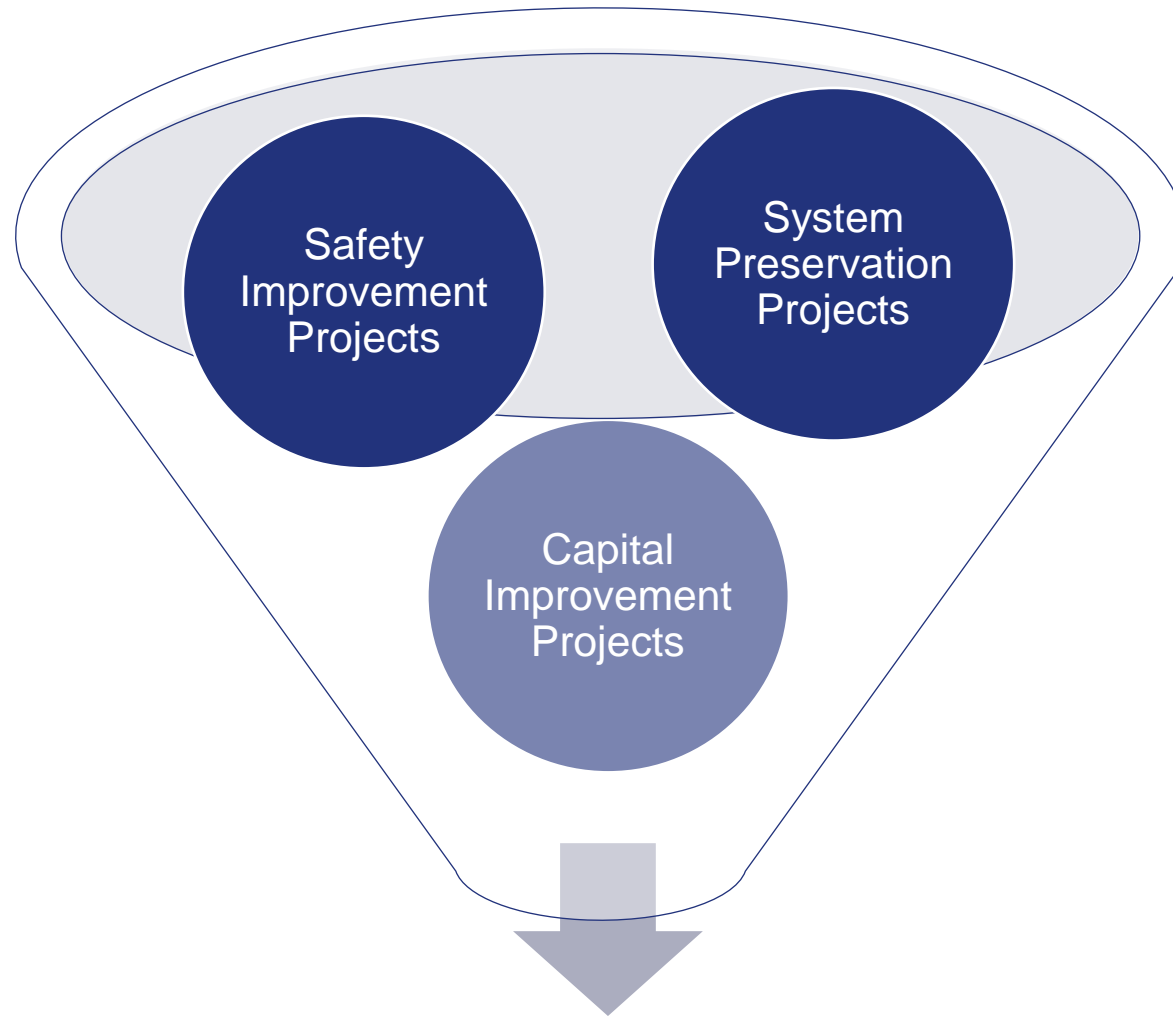 Safety
Improvement
Projects
System
Preservation
Projects
Capital
Improvement
Projects